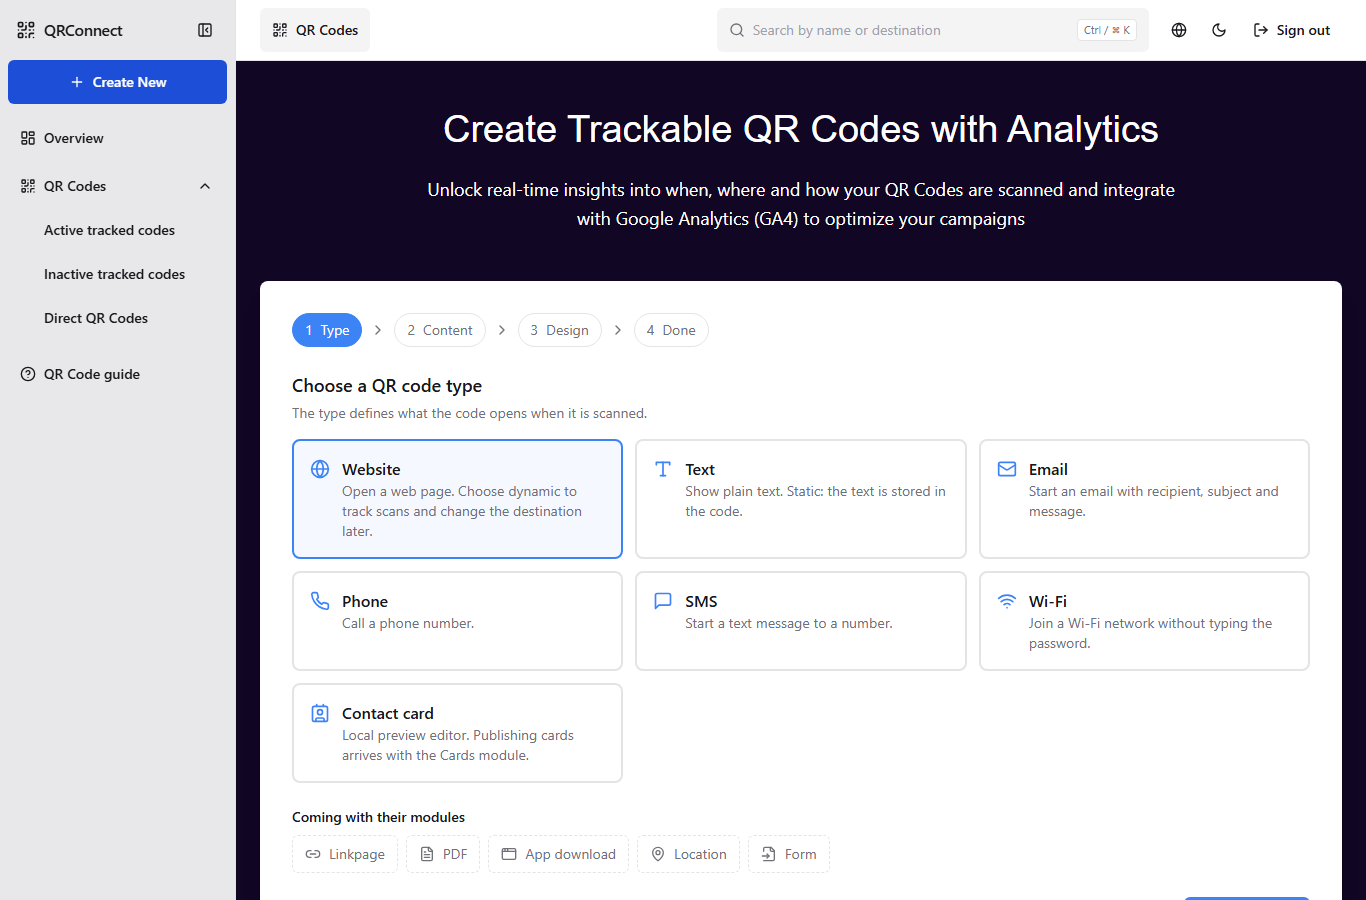 QRConnect
Create New
Overview
QR Codes
Active tracked codes
Inactive tracked codes
Direct QR Codes
QR Code guide
QR Codes
Search by name or destination
Ctrl / ⌘ K
Sign out
Create Trackable QR Codes with Analytics
Unlock real-time insights into when, where and how your QR Codes are scanned and integrate
with Google Analytics (GA4) to optimize your campaigns
1 Type
2 Content
3 Design
4 Done
Choose a QR code type
The type defines what the code opens when it is scanned.
Website
Open a web page. Choose dynamic to
track scans and change the destination
later.
Text
Show plain text. Static: the text is stored in
the code.
Email
Start an email with recipient, subject and
message.
Phone
Call a phone number.
SMS
Start a text message to a number.
Wi-Fi
Join a Wi-Fi network without typing the
password.
Contact card
Local preview editor. Publishing cards
arrives with the Cards module.
Coming with their modules
Linkpage
PDF
App download
Location
Form